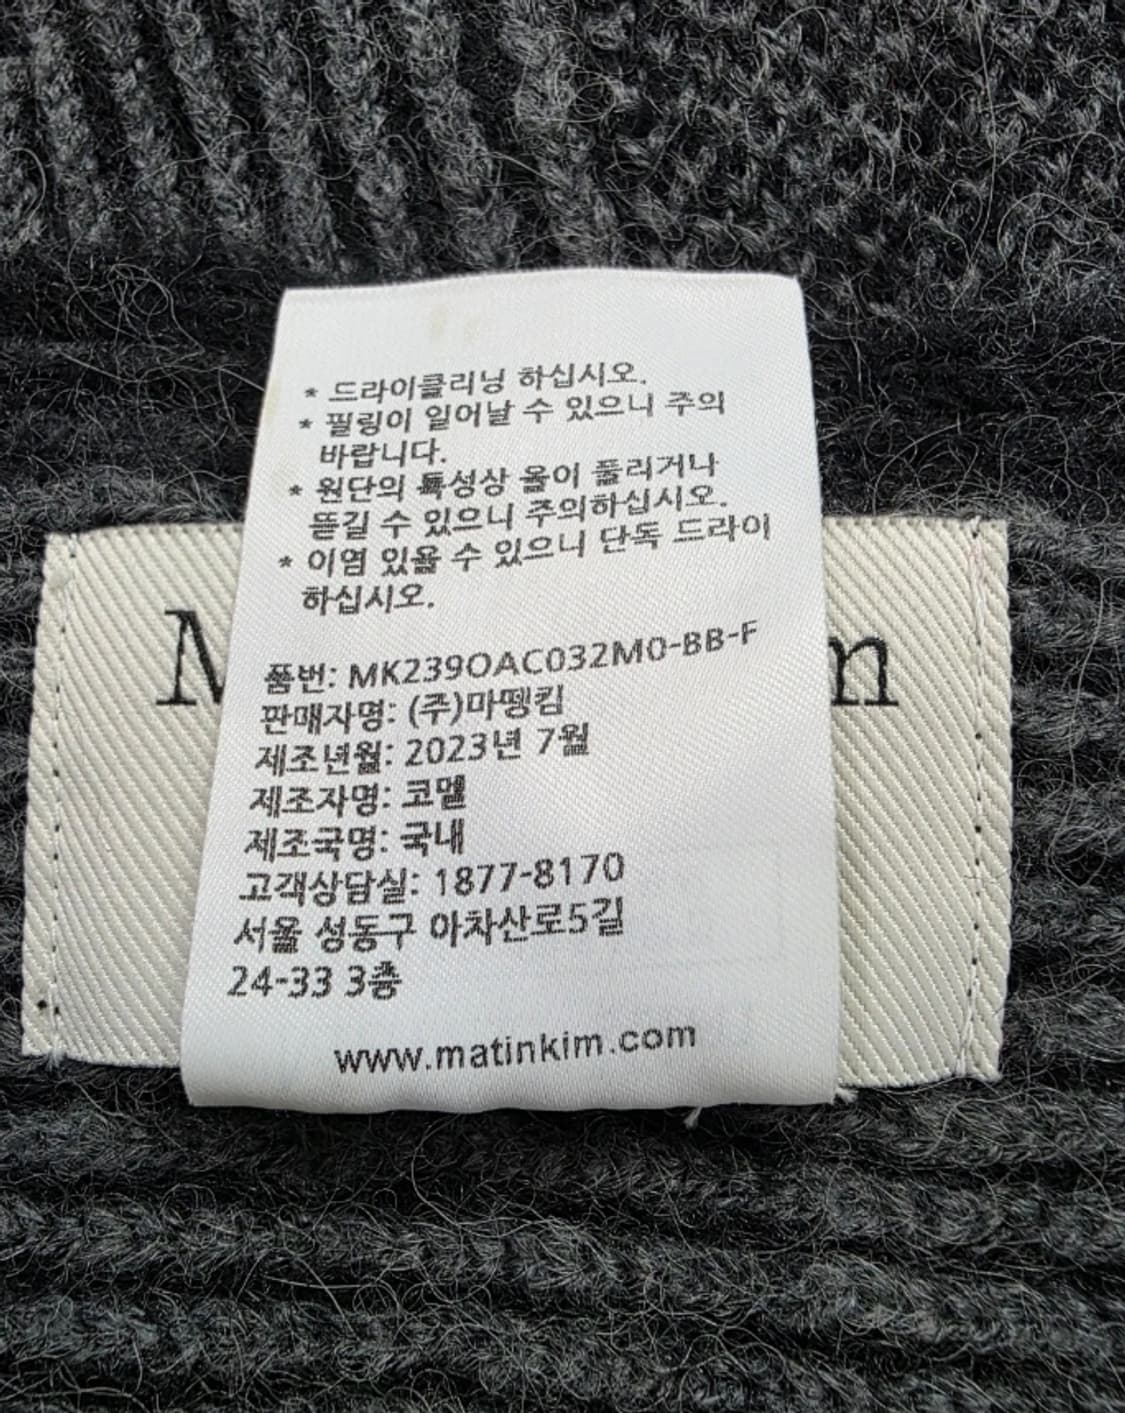 * 드라이클리닝 하십시오.
* 필링이 일어날 수 있으니 주의
바랍니다.
* 원단의 특성상 올이 풀리거나
뜯길 수 있으니 주의하십시오.
* 이염 있을 수 있으니 단독 드라이
하십시오.
품번: MK239OAC032M0-BB-F
판매자명: (주)마뗑킴
제조년월: 2023년 7월
제조자명: 코멜
제조국명: 국내
고객상담실: 1877-8170
서울 성동구 아차산로5길
24-33 3층
www.matinkim.com